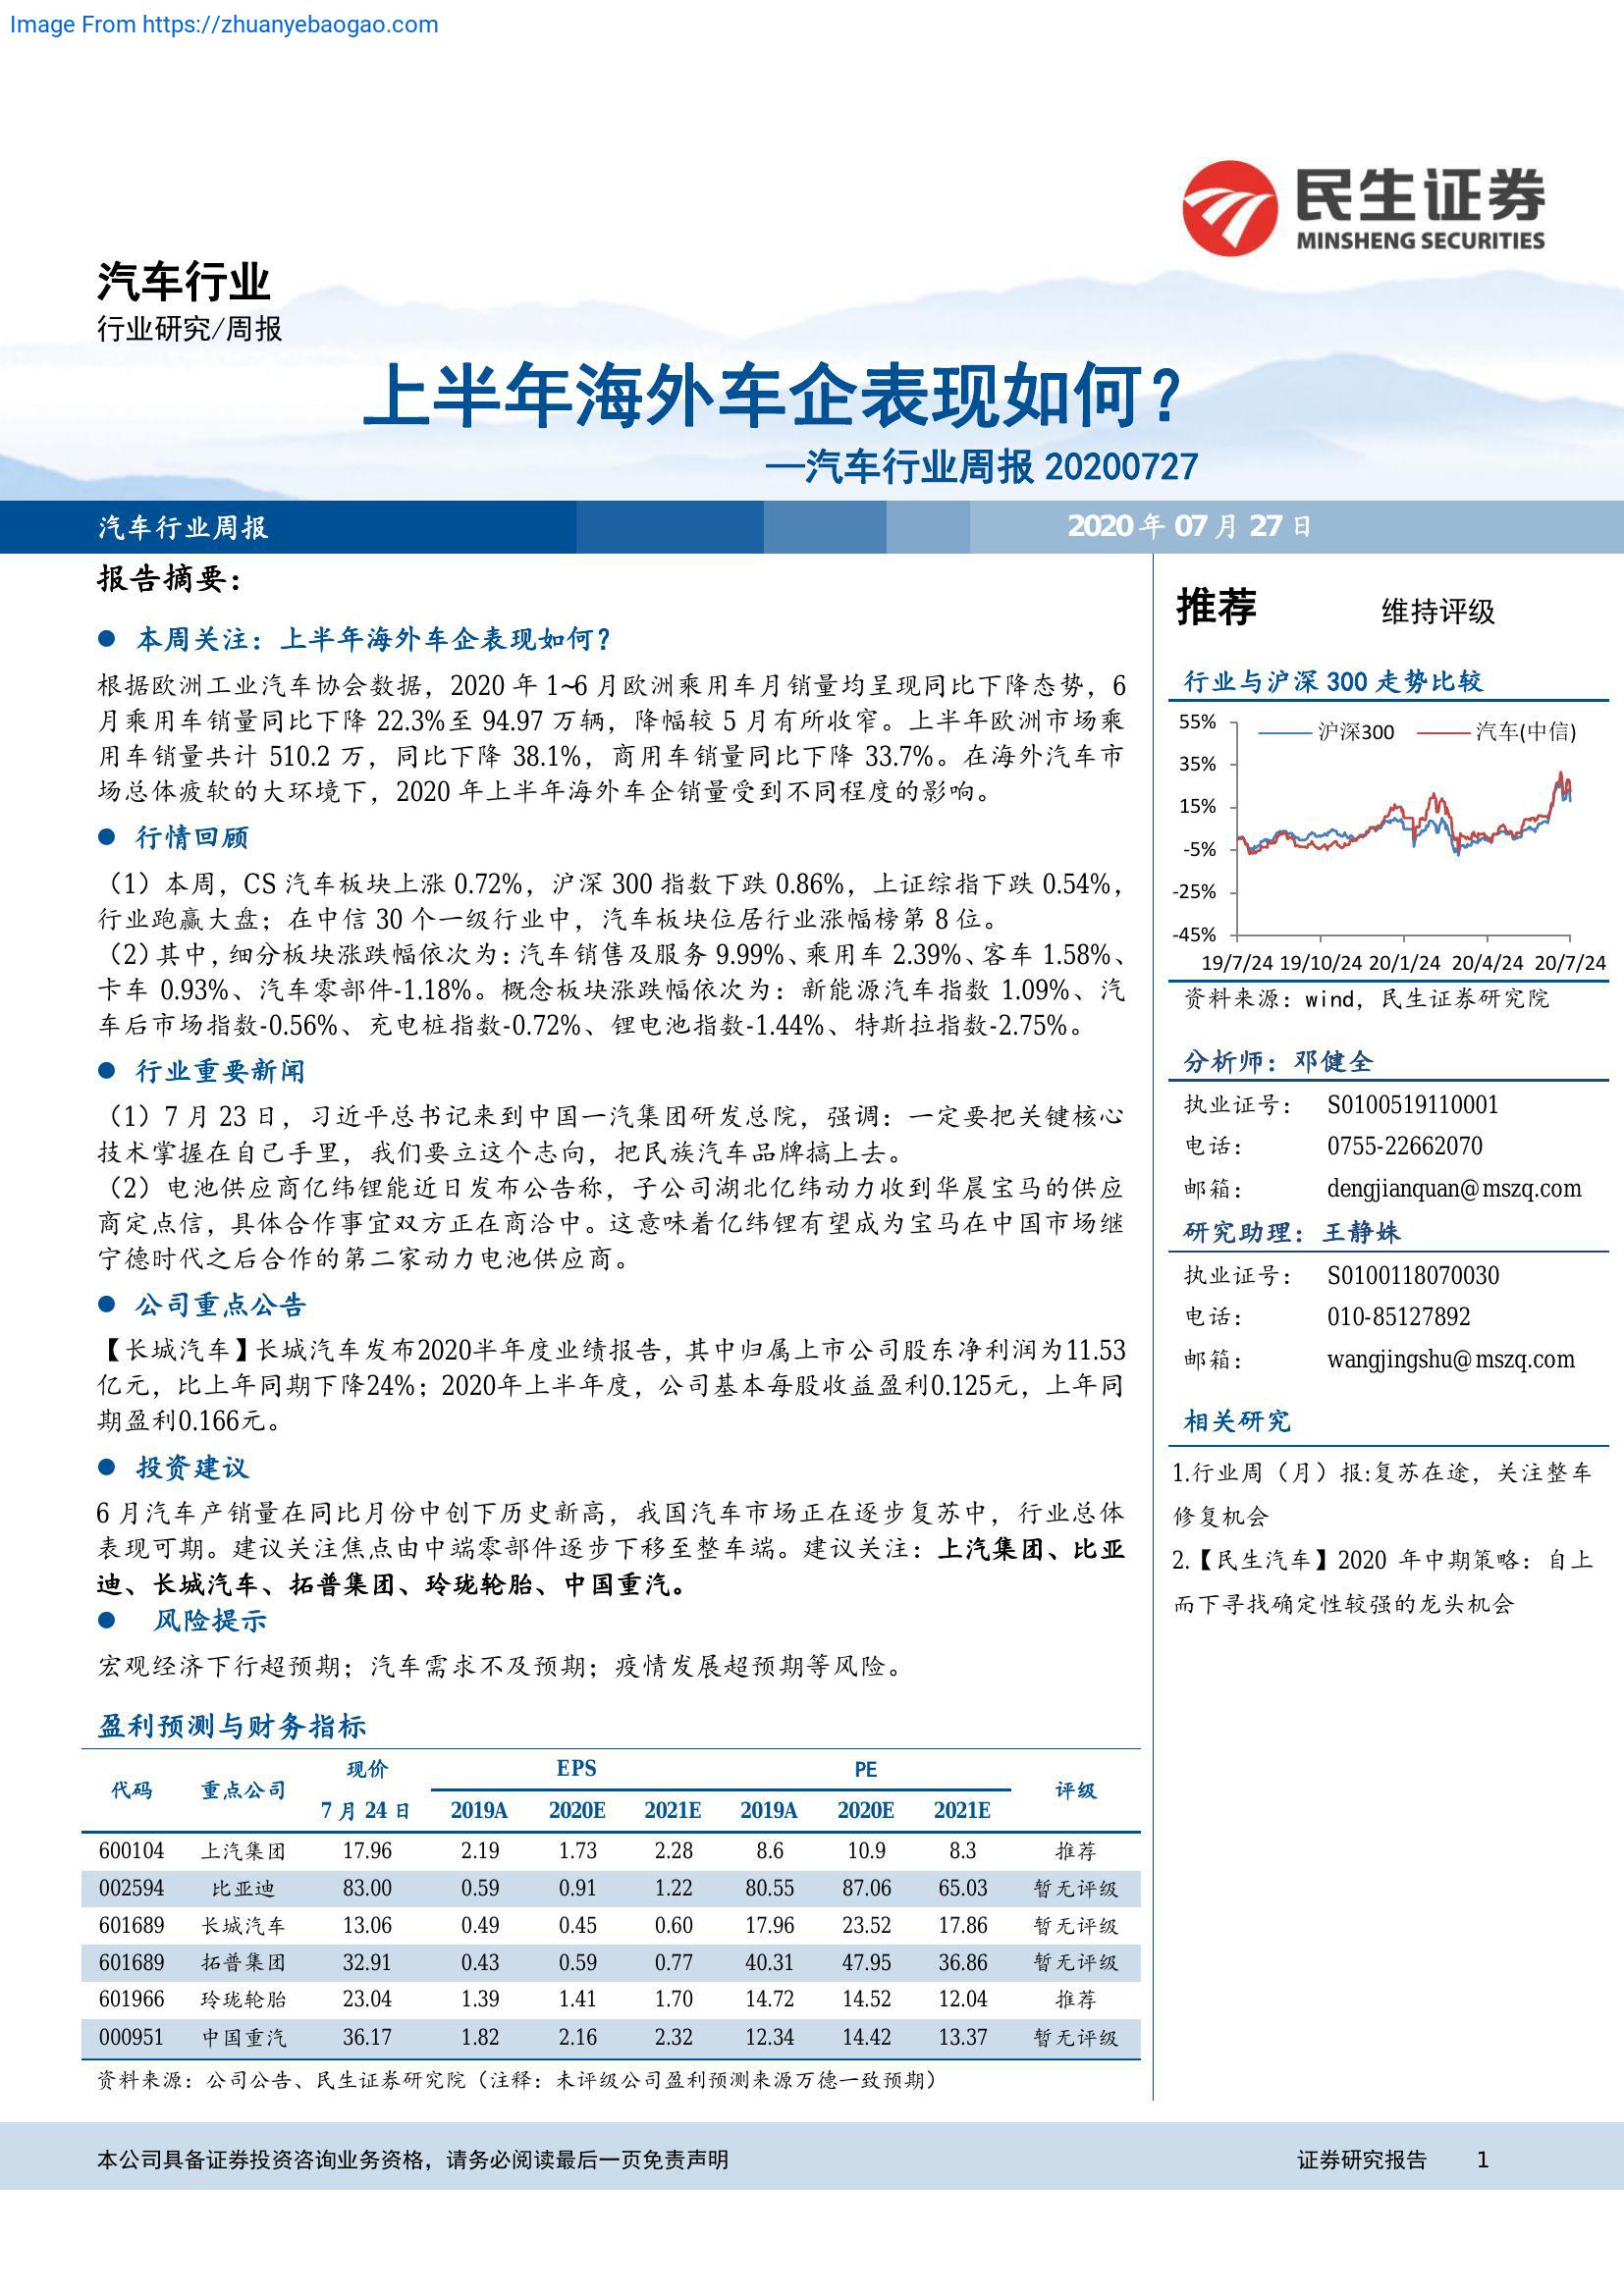 Image From https://zhuanyebaogao.com
民生证券
MINSHENG SECURITIES
汽车行业
行业研究/周报
上半年海外车企表现如何?
—汽车行业周报 20200727
汽车行业周报
2020 年 07 月 27 日
报告摘要:
● 本周关注:上半年海外车企表现如何?
根据欧洲工业汽车协会数据,2020 年 1~6 月欧洲乘用车月销量均呈现同比下降态势,6
月乘用车销量同比下降 22.3%至 94.97 万辆,降幅较 5 月有所收窄。上半年欧洲市场乘
用车销量共计 510.2 万,同比下降 38.1%,商用车销量同比下降 33.7%。在海外汽车市
场总体疲软的大环境下,2020 年上半年海外车企销量受到不同程度的影响。
● 行情回顾
(1)本周,CS 汽车板块上涨 0.72%,沪深 300 指数下跌 0.86%,上证综指下跌 0.54%,
行业跑赢大盘;在中信 30 个一级行业中,汽车板块位居行业涨幅榜第 8 位。
(2)其中,细分板块涨跌幅依次为:汽车销售及服务 9.99%、乘用车 2.39%、客车 1.58%、
卡车 0.93%、汽车零部件-1.18%。概念板块涨跌幅依次为:新能源汽车指数 1.09%、汽
车后市场指数-0.56%、充电桩指数-0.72%、锂电池指数-1.44%、特斯拉指数-2.75%。
● 行业重要新闻
(1)7 月 23 日,习近平总书记来到中国一汽集团研发总院,强调:一定要把关键核心
技术掌握在自己手里,我们要立这个志向,把民族汽车品牌搞上去。
(2)电池供应商亿纬锂能近日发布公告称,子公司湖北亿纬动力收到华晨宝马的供应
商定点信,具体合作事宜双方正在商洽中。这意味着亿纬锂有望成为宝马在中国市场继
宁德时代之后合作的第二家动力电池供应商。
● 公司重点公告
【长城汽车】长城汽车发布2020半年度业绩报告,其中归属上市公司股东净利润为11.53
亿元,比上年同期下降24%;2020年上半年度,公司基本每股收益盈利0.125元,上年同
期盈利0.166元。
● 投资建议
6 月汽车产销量在同比月份中创下历史新高,我国汽车市场正在逐步复苏中,行业总体
表现可期。建议关注焦点由中端零部件逐步下移至整车端。建议关注:上汽集团、比亚
迪、长城汽车、拓普集团、玲珑轮胎、中国重汽。
● 风险提示
宏观经济下行超预期;汽车需求不及预期;疫情发展超预期等风险。
盈利预测与财务指标
代码 重点公司 现价 EPS PE 评级
7 月 24 日 2019A 2020E 2021E 2019A 2020E 2021E
600104 上汽集团 17.96 2.19 1.73 2.28 8.6 10.9 8.3 推荐
002594 比亚迪 83.00 0.59 0.91 1.22 80.55 87.06 65.03 暂无评级
601689 长城汽车 13.06 0.49 0.45 0.60 17.96 23.52 17.86 暂无评级
601689 拓普集团 32.91 0.43 0.59 0.77 40.31 47.95 36.86 暂无评级
601966 玲珑轮胎 23.04 1.39 1.41 1.70 14.72 14.52 12.04 推荐
000951 中国重汽 36.17 1.82 2.16 2.32 12.34 14.42 13.37 暂无评级
资料来源:公司公告、民生证券研究院(注释:未评级公司盈利预测来源万德一致预期)
推荐 维持评级
行业与沪深 300 走势比较
沪深300 汽车(中信)
55%
35%
15%
-5%
-25%
-45%
19/7/24 19/10/24 20/1/24 20/4/24 20/7/24
资料来源:wind,民生证券研究院
分析师:邓健全
执业证号: S0100519110001
电话: 0755-22662070
邮箱: dengjianquan@mszq.com
研究助理:王静姝
执业证号: S0100118070030
电话: 010-85127892
邮箱: wangjingshu@mszq.com
相关研究
1.行业周(月)报:复苏在途,关注整车
修复机会
2.【民生汽车】2020 年中期策略:自上
而下寻找确定性较强的龙头机会
本公司具备证券投资咨询业务资格,请务必阅读最后一页免责声明
证券研究报告 1